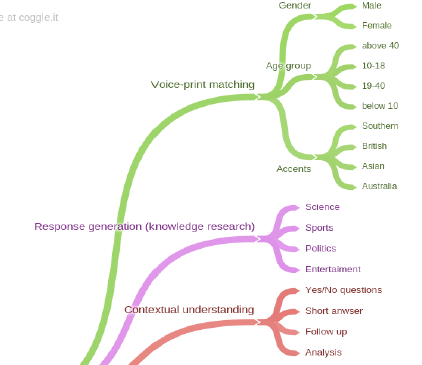 e at coggle.it
Gender
Male
Female
Age group
above 40
10-18
19-40
below 10
Voice-print matching
Accents
Southern
British
Asian
Australia
Response generation (knowledge research)
Science
Sports
Politics
Entertaiment
Contextual understanding
Yes/No questions
Short anwser
Follow up
Analysis